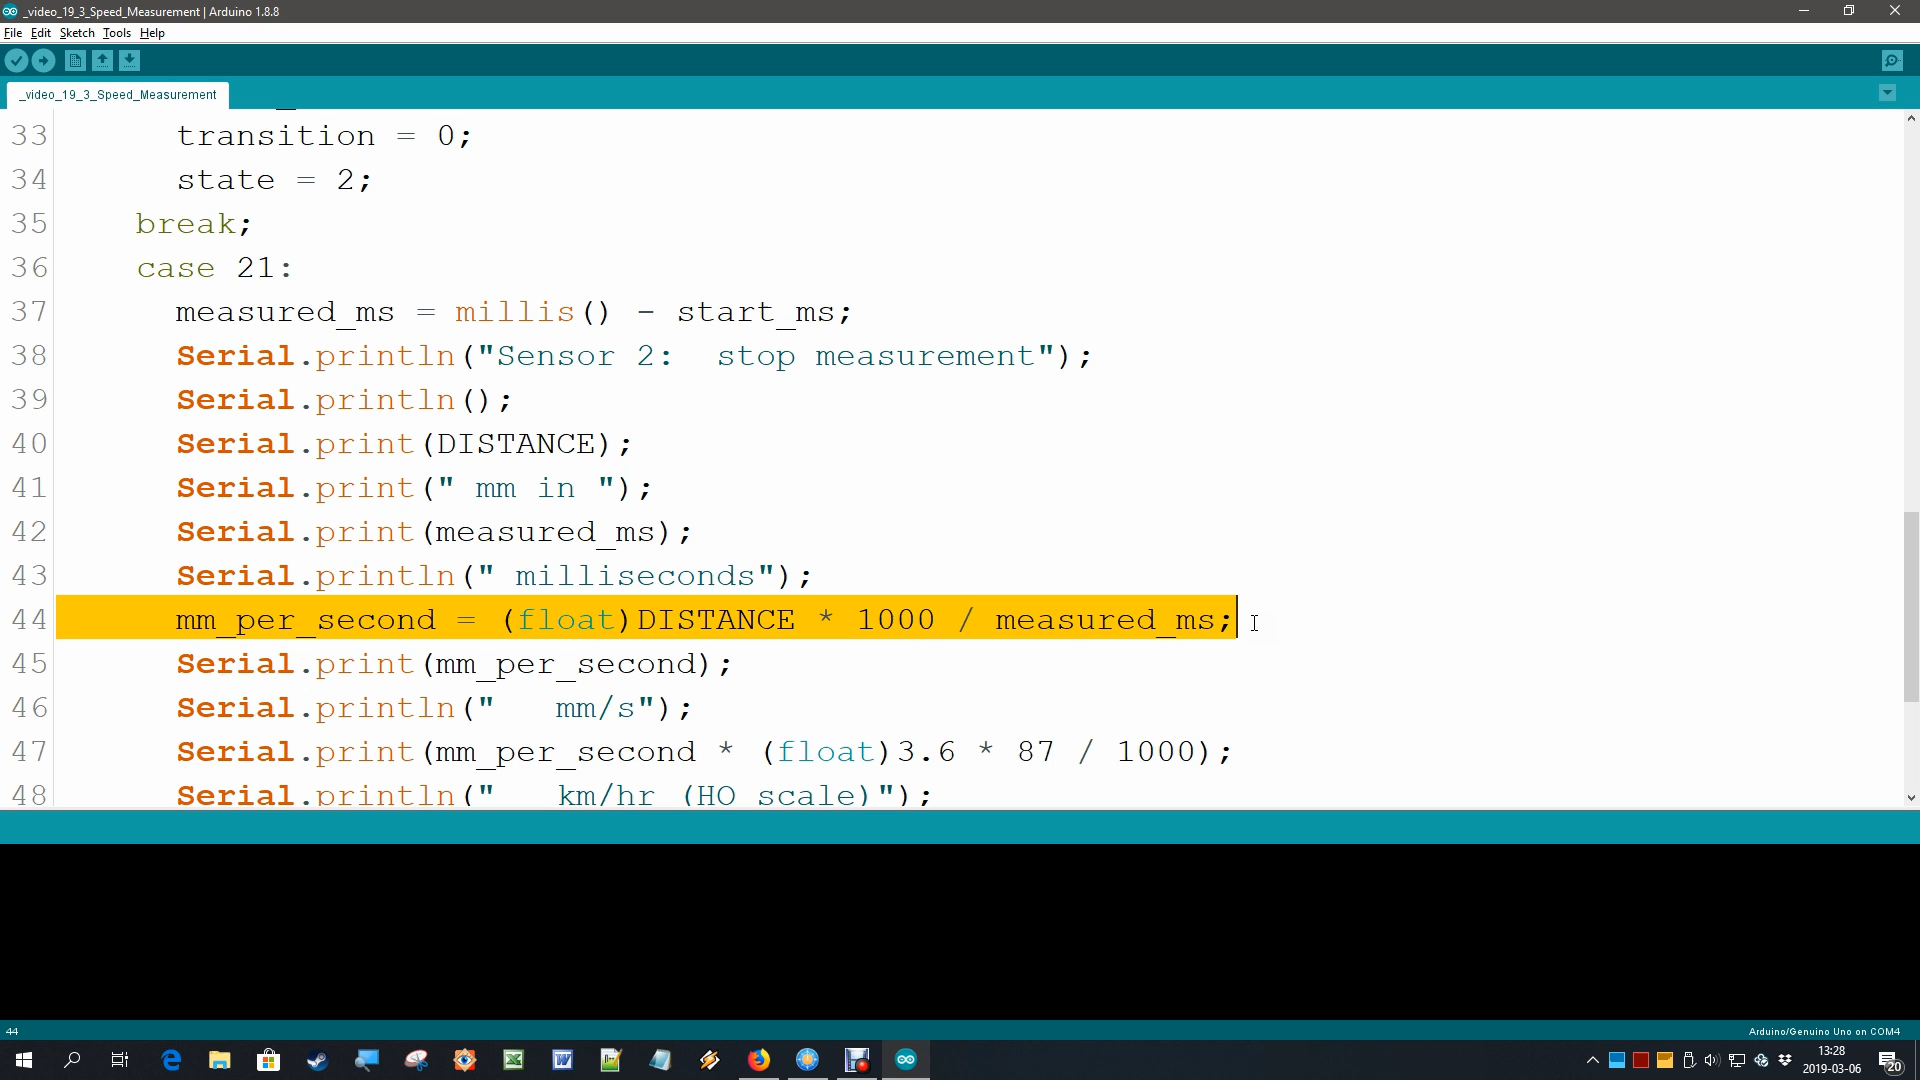 _video_19_3_Speed_Measurement | Arduino 1.8.8
File Edit Sketch Tools Help
_video_19_3_Speed_Measurement
33 transition = 0;
34 state = 2;
35 break;
36 case 21:
37 measured_ms = millis() - start_ms;
38 Serial.println("Sensor 2:  stop measurement");
39 Serial.println();
40 Serial.print(DISTANCE);
41 Serial.print(" mm in ");
42 Serial.print(measured_ms);
43 Serial.println(" milliseconds");
44 mm_per_second = (float)DISTANCE * 1000 / measured_ms;
45 Serial.print(mm_per_second);
46 Serial.println("   mm/s");
47 Serial.print(mm_per_second * (float)3.6 * 87 / 1000);
48 Serial.println("   km/hr (HO scale)");
44 Arduino/Genuino Uno on COM4
13:28
2019-03-06
20